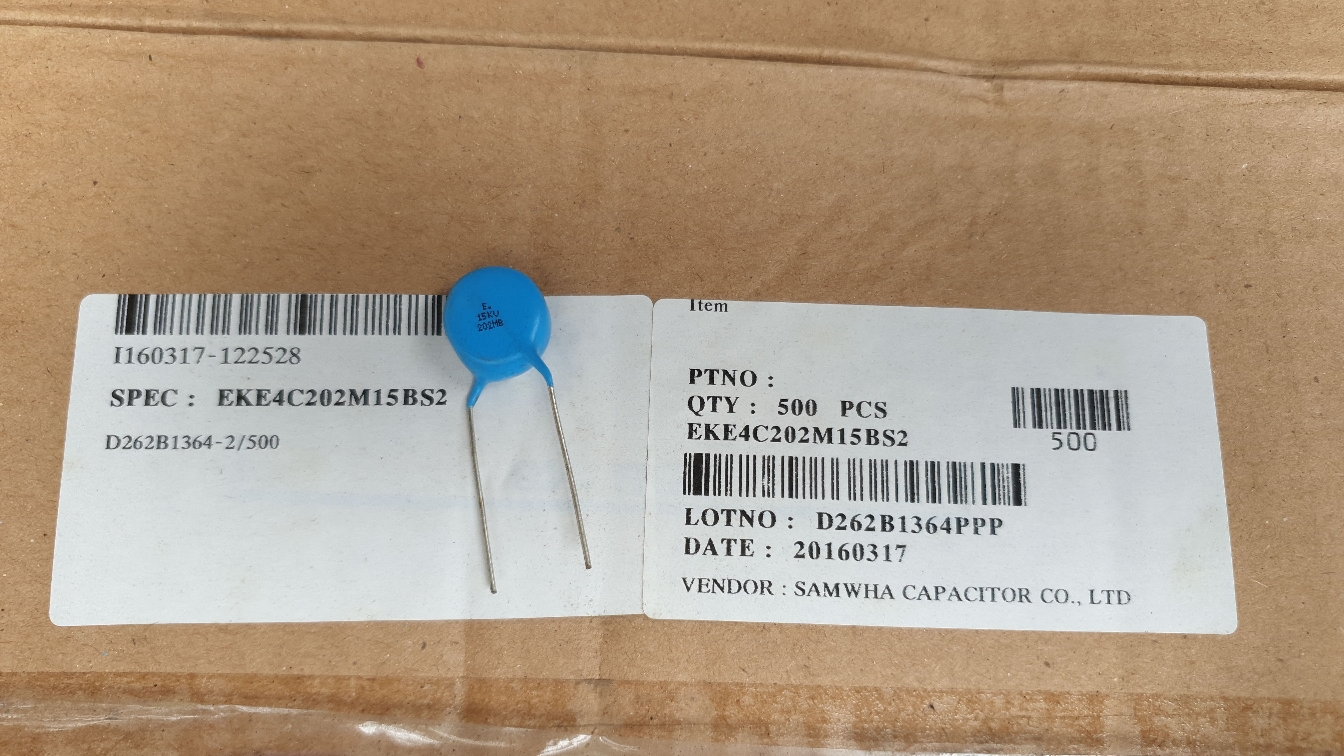 E.
15KV
202MB
I160317-122528
SPEC : EKE4C202M15BS2
D262B1364-2/500
Item
PTNO :
QTY : 500 PCS
EKE4C202M15BS2
500
LOTNO : D262B1364PPP
DATE : 20160317
VENDOR : SAMWHA CAPACITOR CO., LTD